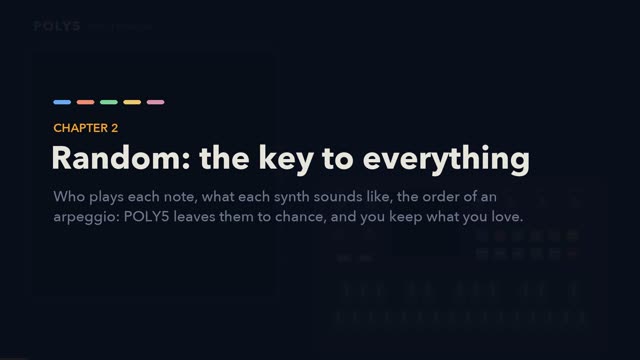 POLY5
CHAPTER 2
Random: the key to everything
Who plays each note, what each synth sounds like, the order of an
arpeggio: POLY5 leaves them to chance, and you keep what you love.